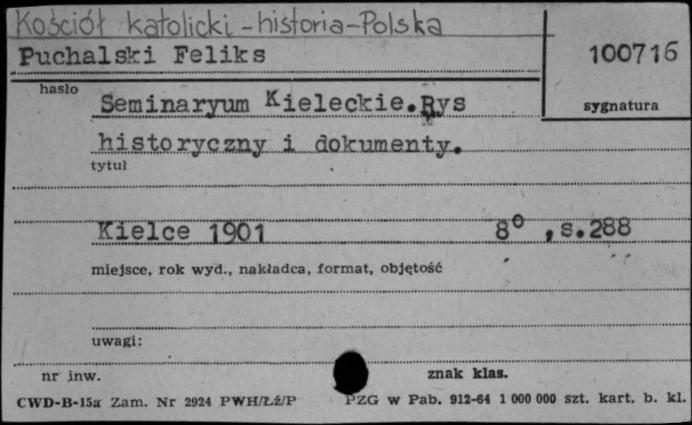 Kościół katolicki - historia - Polska
Puchalski Feliks
100716
hasło
sygnatura
Seminaryum Kieleckie. Rys
historyczny i dokumenty.
tytuł
Kielce 1901 8⁰, s. 288
miejsce, rok wyd., nakładca, format, objętość
uwagi:
nr inw. znak klas.
CWD-B-15a Zam. Nr 2924 PWH/Łź/P PZG w Pab. 912-64 1 000 000 szt. kart. b. kl.